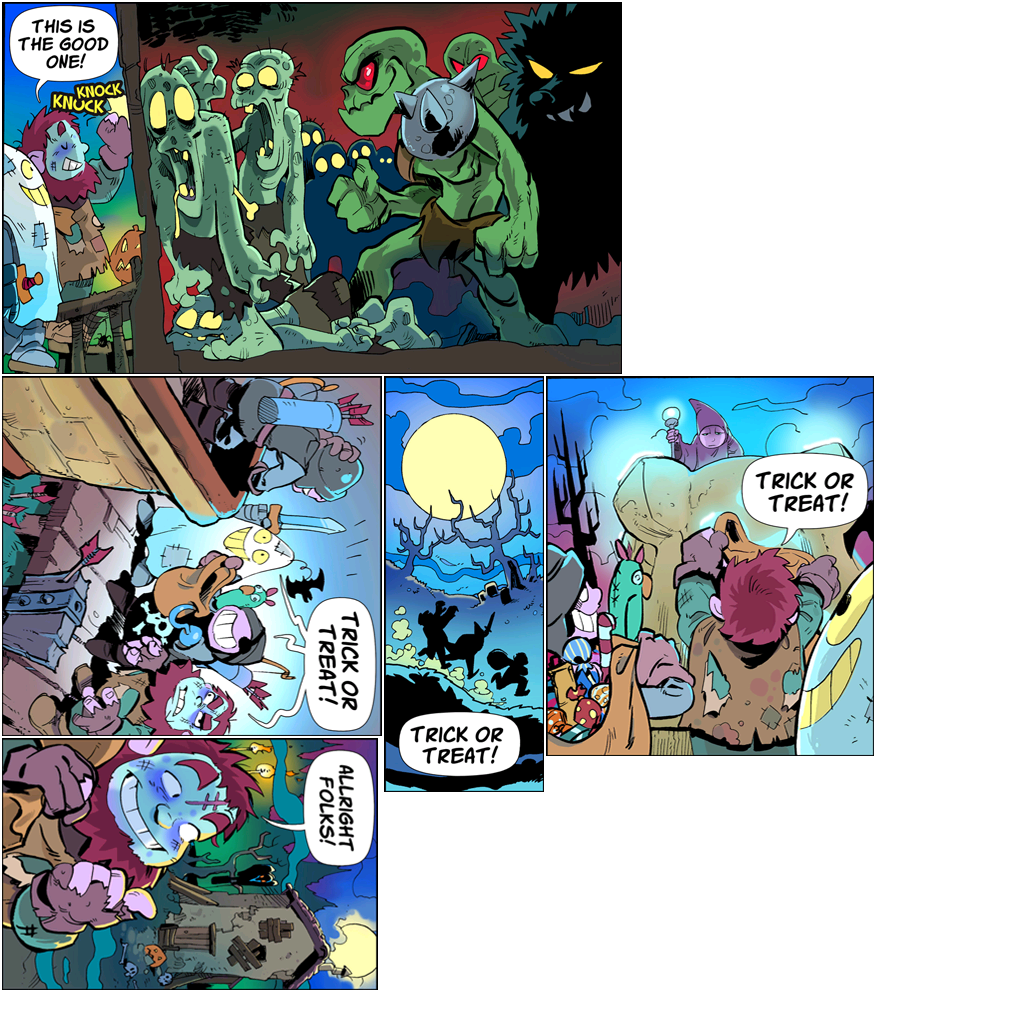 THIS IS
THE GOOD
ONE!
KNOCK
KNOCK
TRICK OR
TREAT!
TRICK OR
TREAT!
TRICK OR
TREAT!
ALLRIGHT
FOLKS!